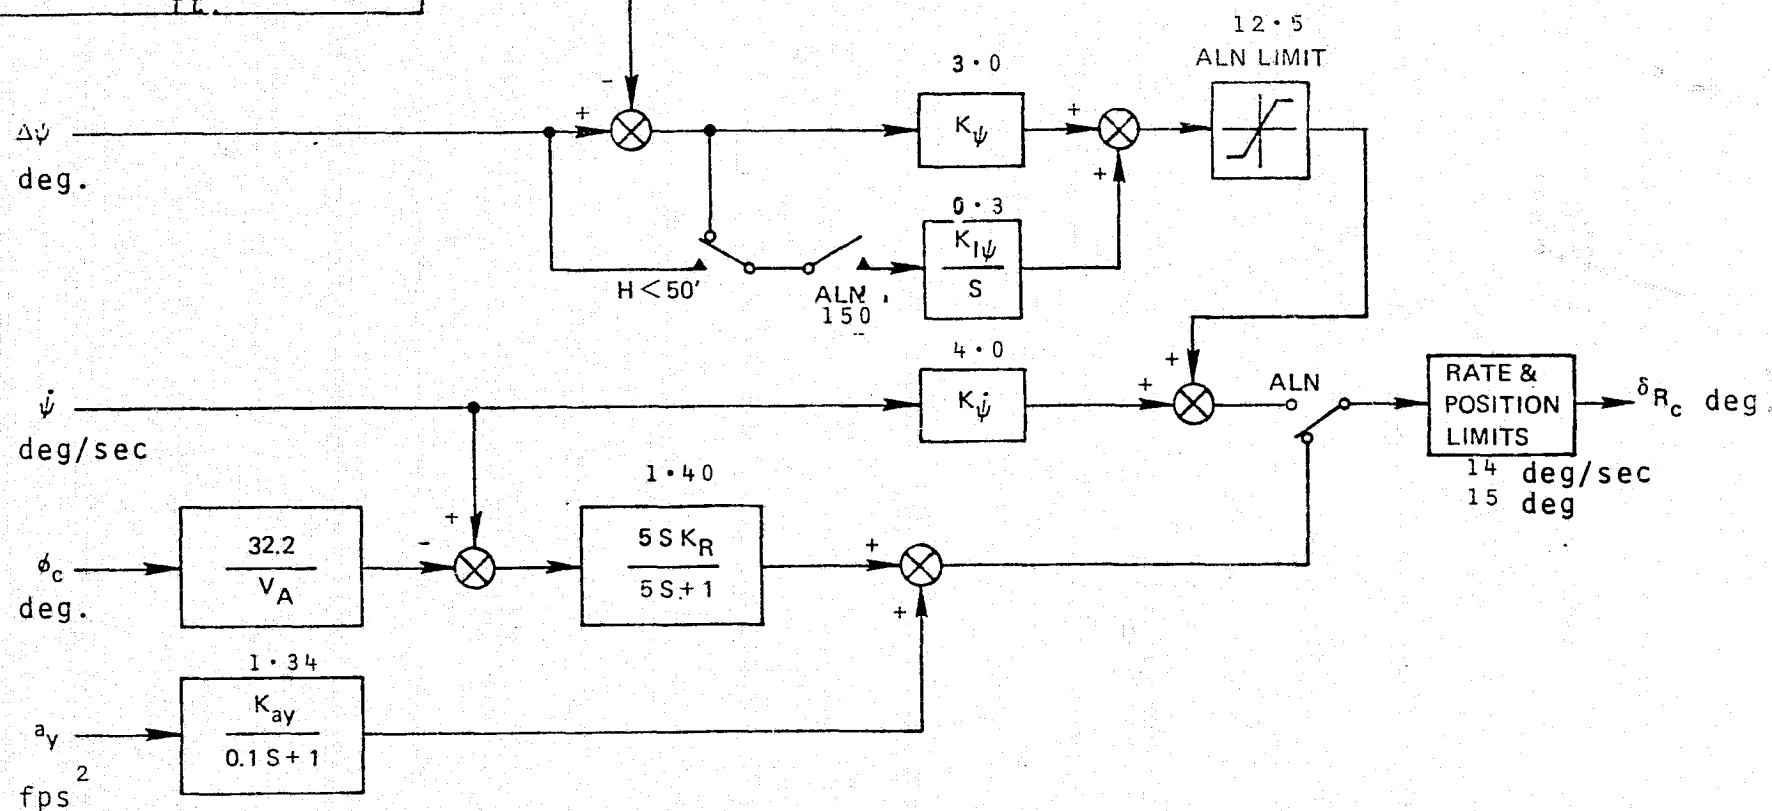 12.5
ALN LIMIT
3.0
-
+
+
Δψ
Kψ
deg.
+
0.3
KIψ
S
H < 50'
ALN
150
+
4.0
+
ALN
RATE &
POSITION
LIMITS
δRc deg
ψ̇
Kψ̇
deg/sec
14 deg/sec
15 deg
1.40
+
-
+
32.2
VA
5 S KR
5 S + 1
φc
deg.
+
1.34
Kay
0.1 S + 1
ay
fps2